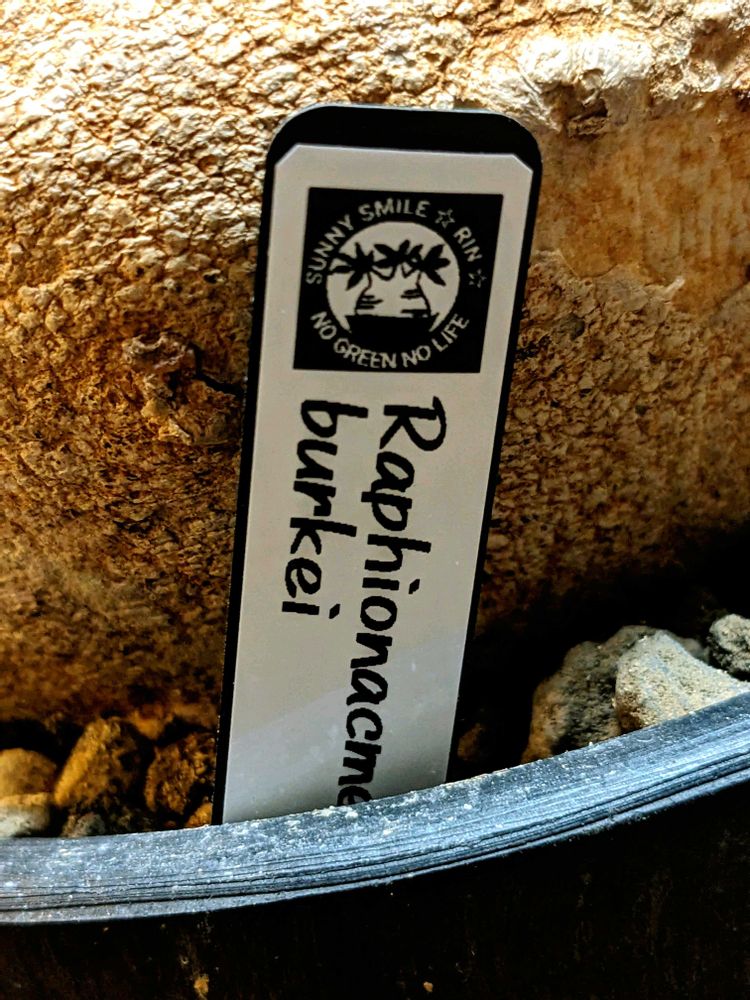 SUNNY SMILE ☆ RIN ☆
NO GREEN NO LIFE
Raphionacme
burkei